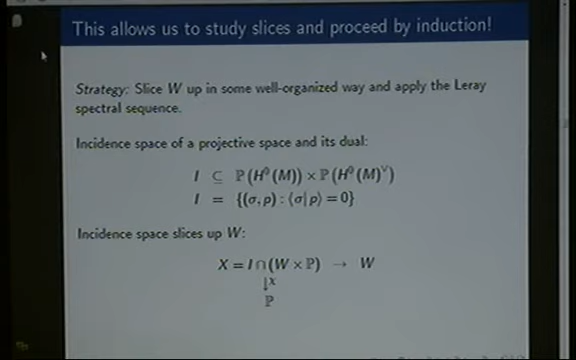 This allows us to study slices and proceed by induction!
Strategy: Slice W up in some well-organized way and apply the Leray
spectral sequence.
Incidence space of a projective space and its dual:
I ⊆ ℙ(H⁰(M)) × ℙ(H⁰(M)ᵛ)
I = {(σ, p) : ⟨σ|p⟩ = 0}
Incidence space slices up W:
X = I ∩ (W × ℙ) → W
↓χ
ℙ